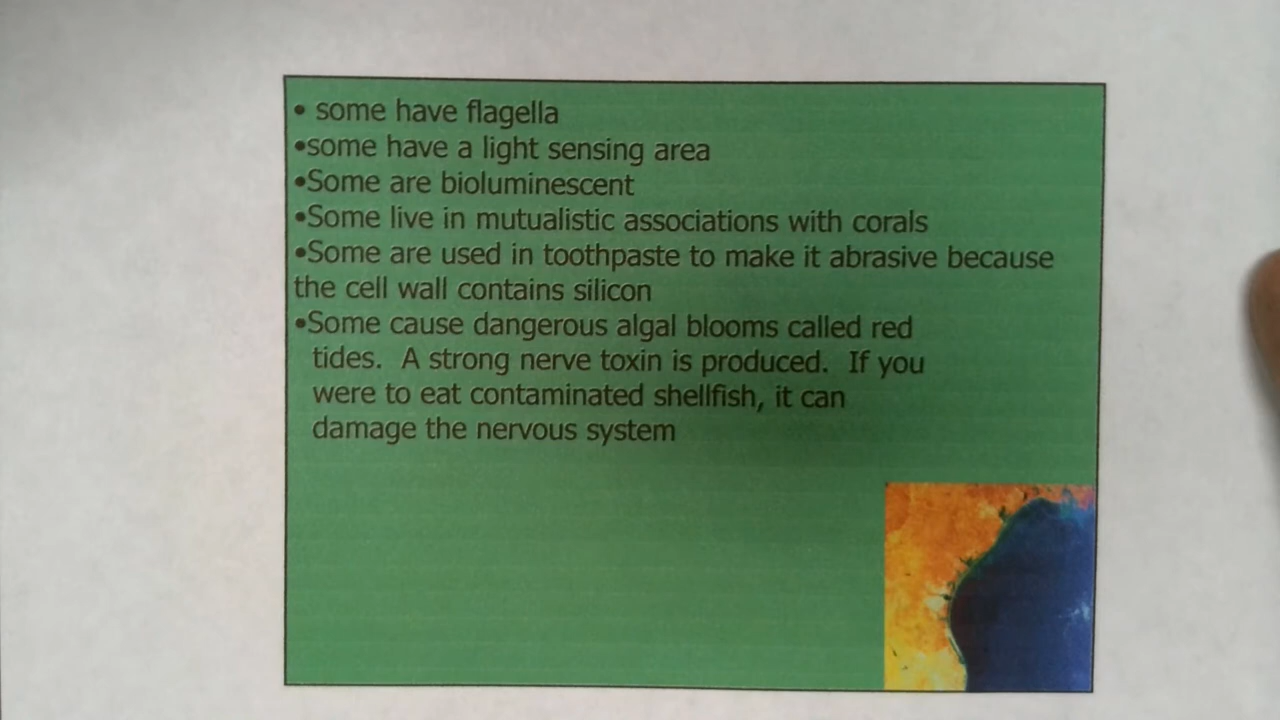 • some have flagella
•some have a light sensing area
•Some are bioluminescent
•Some live in mutualistic associations with corals
•Some are used in toothpaste to make it abrasive because
the cell wall contains silicon
•Some cause dangerous algal blooms called red
tides.  A strong nerve toxin is produced.  If you
were to eat contaminated shellfish, it can
damage the nervous system